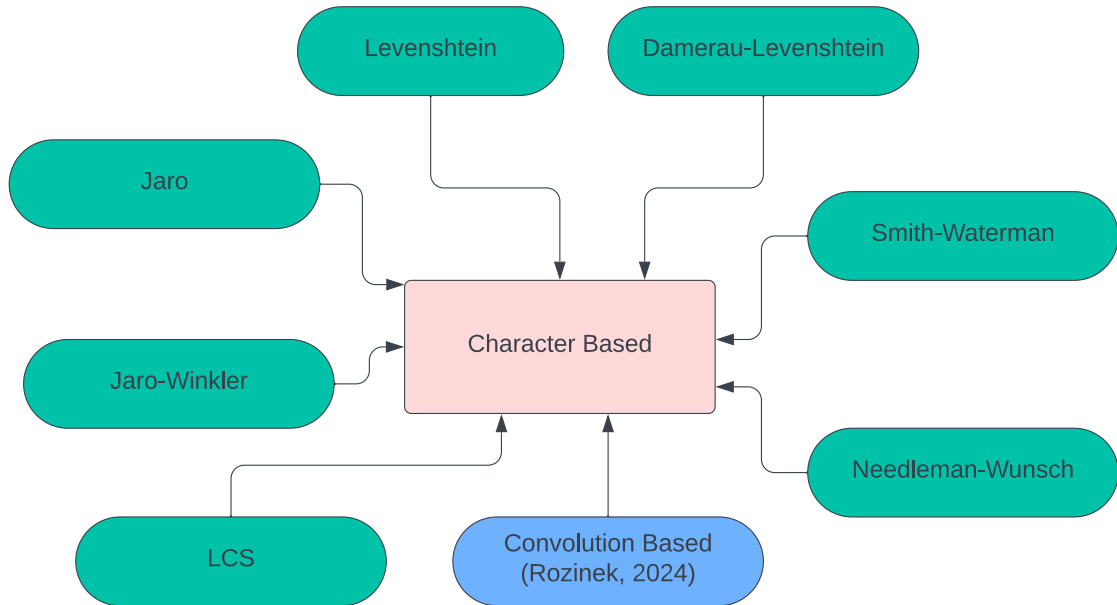 Levenshtein
Damerau-Levenshtein
Jaro
Smith-Waterman
Character Based
Jaro-Winkler
Needleman-Wunsch
LCS
Convolution Based
(Rozinek, 2024)